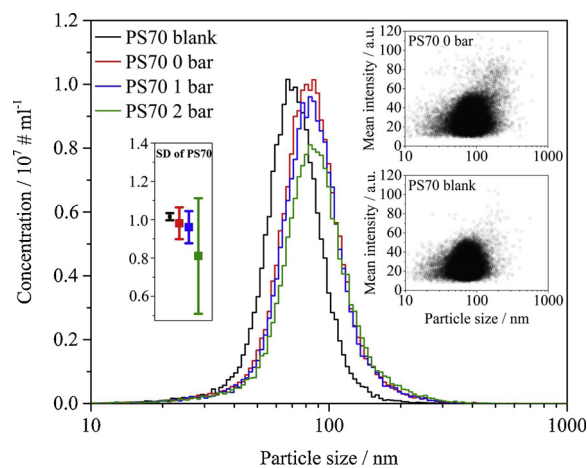 PS70 blank
PS70 0 bar
PS70 1 bar
PS70 2 bar
1.2
1.0
0.8
0.6
0.4
0.2
0.0
Concentration / 10⁷ # ml⁻¹
10
100
1000
Particle size / nm
SD of PS70
1.4
1.2
1.0
0.8
0.6
PS70 0 bar
Mean intensity / a.u.
120
100
80
60
40
20
0
10
100
1000
PS70 blank
Mean intensity / a.u.
120
100
80
60
40
20
0
10
100
1000
Particle size / nm